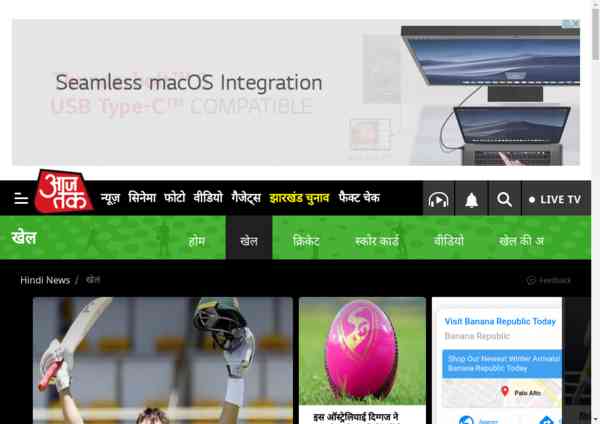 Seamless macOS Integration
USB Type-C™ COMPATIBLE
आज तक
न्यूज़ सिनेमा फोटो वीडियो गैजेट्स झारखंड चुनाव फैक्ट चेक
LIVE TV
खेल
होम खेल क्रिकेट स्कोर कार्ड वीडियो खेल की अ
Hindi News / खेल
Feedback
Visit Banana Republic Today
Banana Republic
Shop Our Newest Winter Arrivals!
Banana Republic Today
Palo Alto
इस ऑस्ट्रेलियाई दिग्गज ने